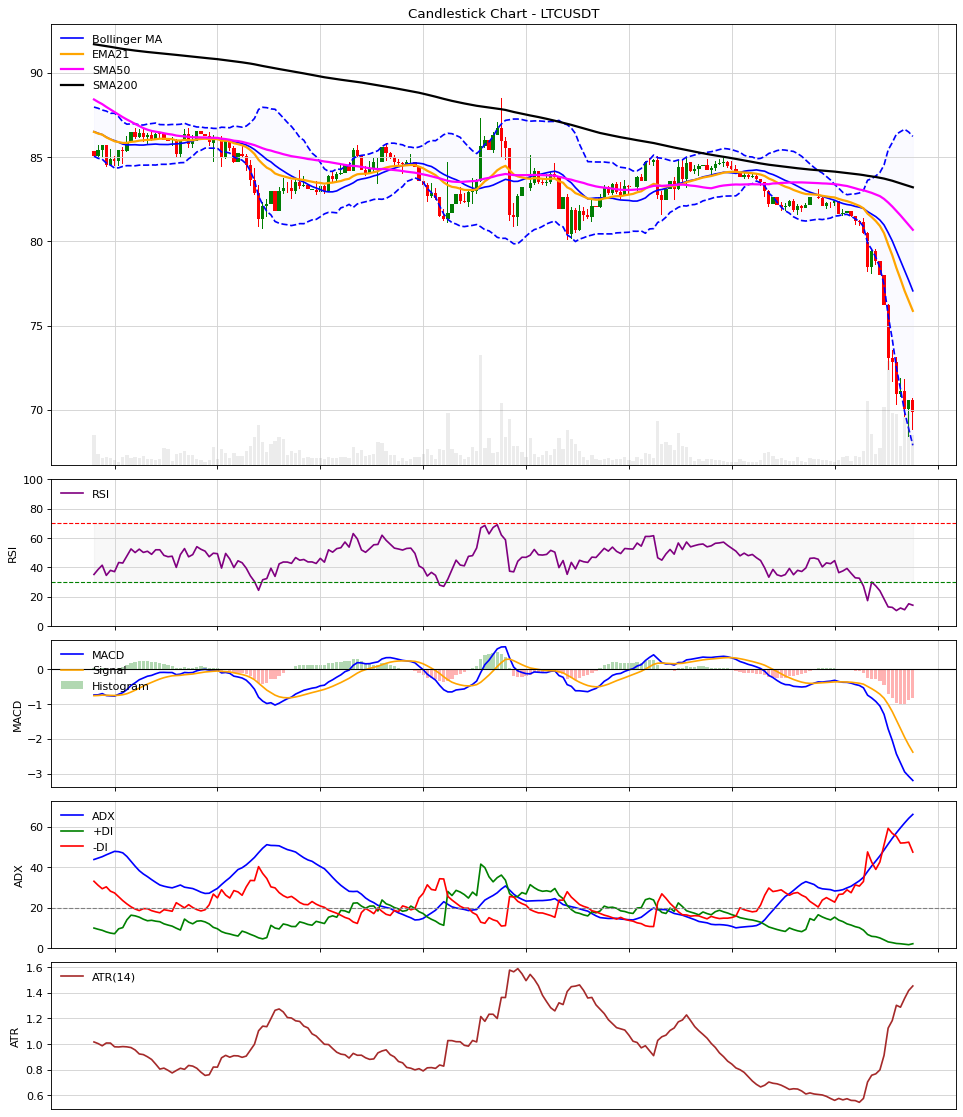 Candlestick Chart - LTCUSDT
Bollinger MA
EMA21
SMA50
SMA200
90
85
80
75
70
RSI
100
80
60
40
20
0
RSI
MACD
Signal
Histogram
0
−1
−2
−3
MACD
ADX
+DI
-DI
60
40
20
0
ADX
ATR(14)
1.6
1.4
1.2
1.0
0.8
0.6
ATR